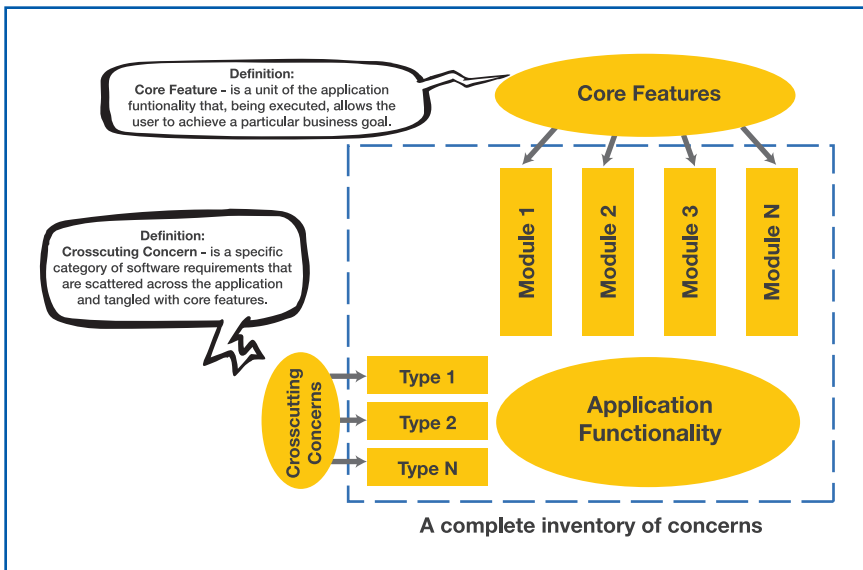 Definition:
Core Feature - is a unit of the application
funtionality that, being executed, allows the
user to achieve a particular business goal.
Core Features
Module 1
Module 2
Module 3
Module N
Definition:
Crosscutting Concern - is a specific
category of software requirements that
are scattered across the application
and tangled with core features.
Crosscutting
Concerns
Type 1
Type 2
Type N
Application
Functionality
A complete inventory of concerns